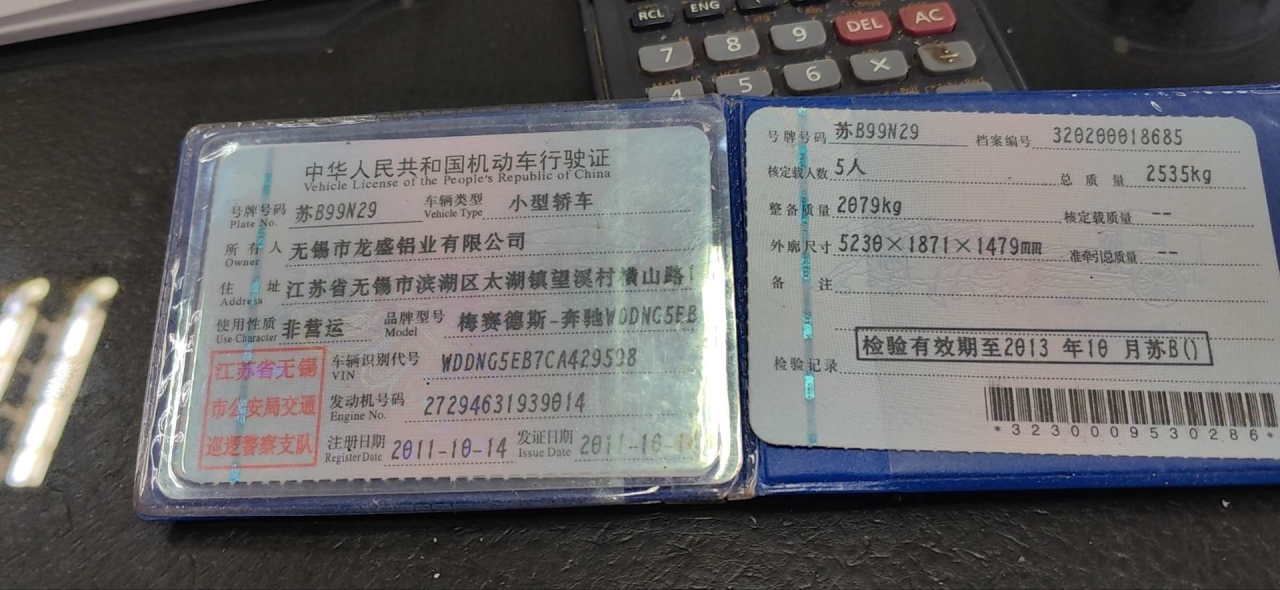 RCL ENG DEL AC
7 8 9
4 5 6 × ÷
中华人民共和国机动车行驶证
Vehicle License of the People's Republic of China
号牌号码 苏B99N29 车辆类型 小型轿车
Plate No. Vehicle Type
所有人 无锡市龙盛铝业有限公司
Owner
住址 江苏省无锡市滨湖区太湖镇望溪村横山路
Address
使用性质 非营运 品牌型号 梅赛德斯-奔驰WDDNG5EB
Use Character Model
江苏省无锡
市公安局交通
巡逻警察支队
车辆识别代号 WDDNG5EB7CA429598
VIN
发动机号码 27294631939014
Engine No.
注册日期 2011-10-14 发证日期 2011-10-
Register Date Issue Date
号牌号码 苏B99N29 档案编号 320200018685
核定载人数 5人 总质量 2535kg
整备质量 2079kg 核定载质量 --
外廓尺寸 5230×1871×1479mm 准牵引总质量 --
备注
检验记录 检验有效期至2013 年10 月苏B()
*3230009530286*